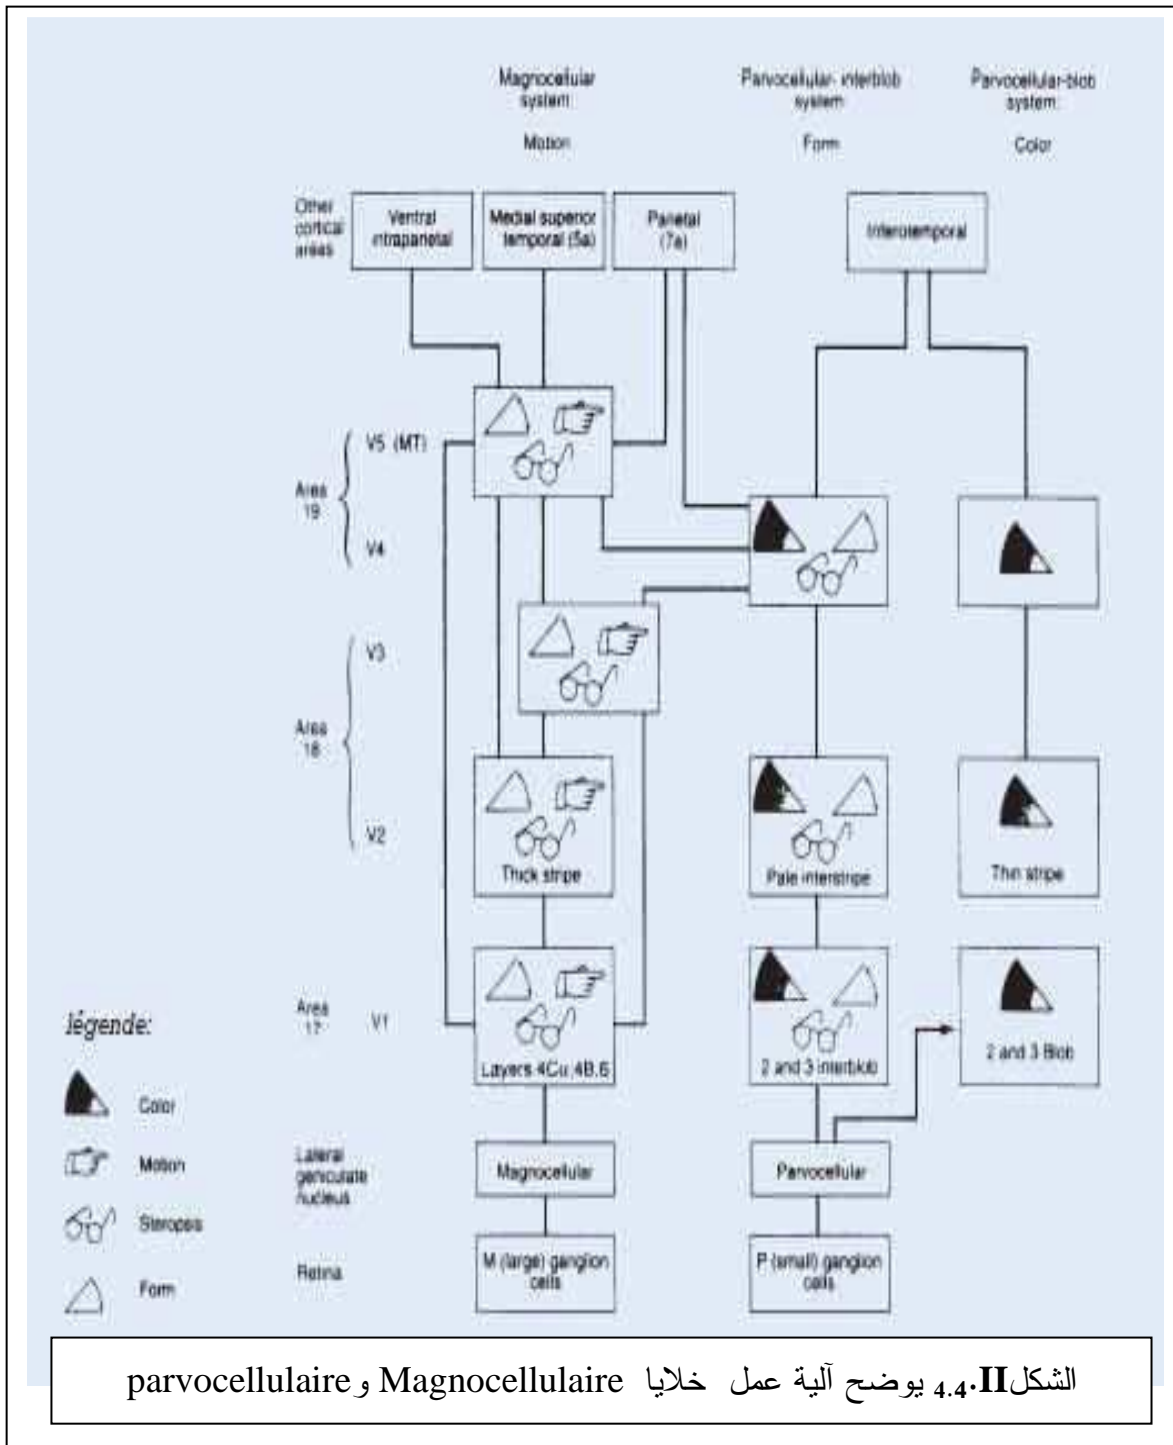 Magnocellular
system
Motion
Parvocellular- interblob
system
Form
Parvocellular-blob
system
Color
Other
cortical
areas
Ventral
intraparietal
Medial superior
temporal (5a)
Parietal
(7a)
Inferotemporal
Area
19
V5 (MT)
V4
Area
18
V3
V2
Thick stripe
Pale interstripe
Thin stripe
Area
17
V1
Layers 4Cα,4B,6
2 and 3 interblob
2 and 3 Blob
légende:
Color
Motion
Steropsis
Form
Lateral
geniculate
nucleus
Magnocellular
Parvocellular
Retina
M (large) ganglion
cells
P (small) ganglion
cells
الشكل4.4.II يوضح آلية عمل خلايا Magnocellulaire و parvocellulaire